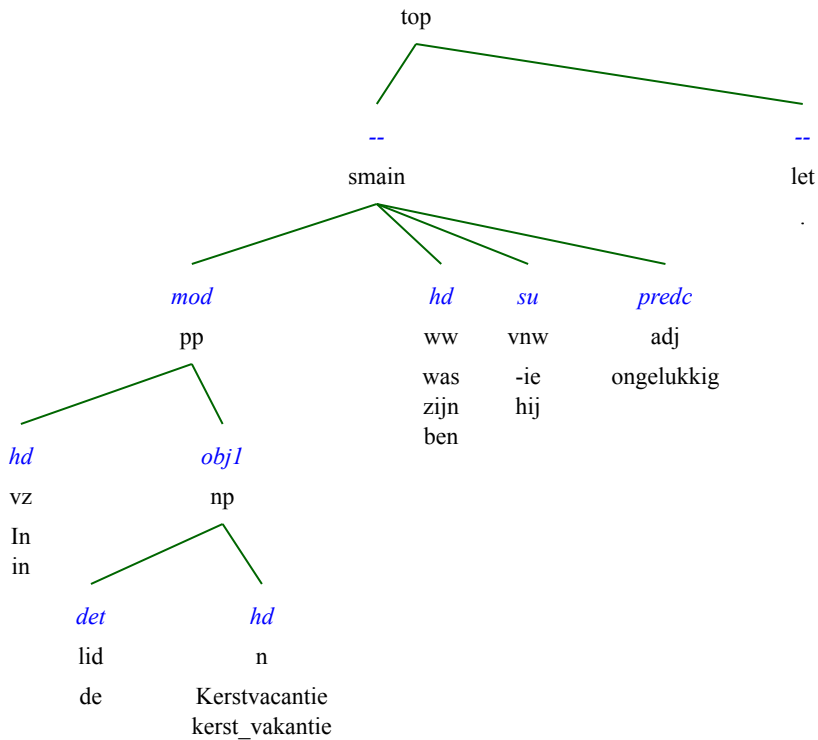 top
-- --
smain let
.
mod hd su predc
pp ww vnw adj
was -ie ongelukkig
zijn hij
ben
hd obj1
vz np
In
in
det hd
lid n
de Kerstvacantie
kerst_vakantie